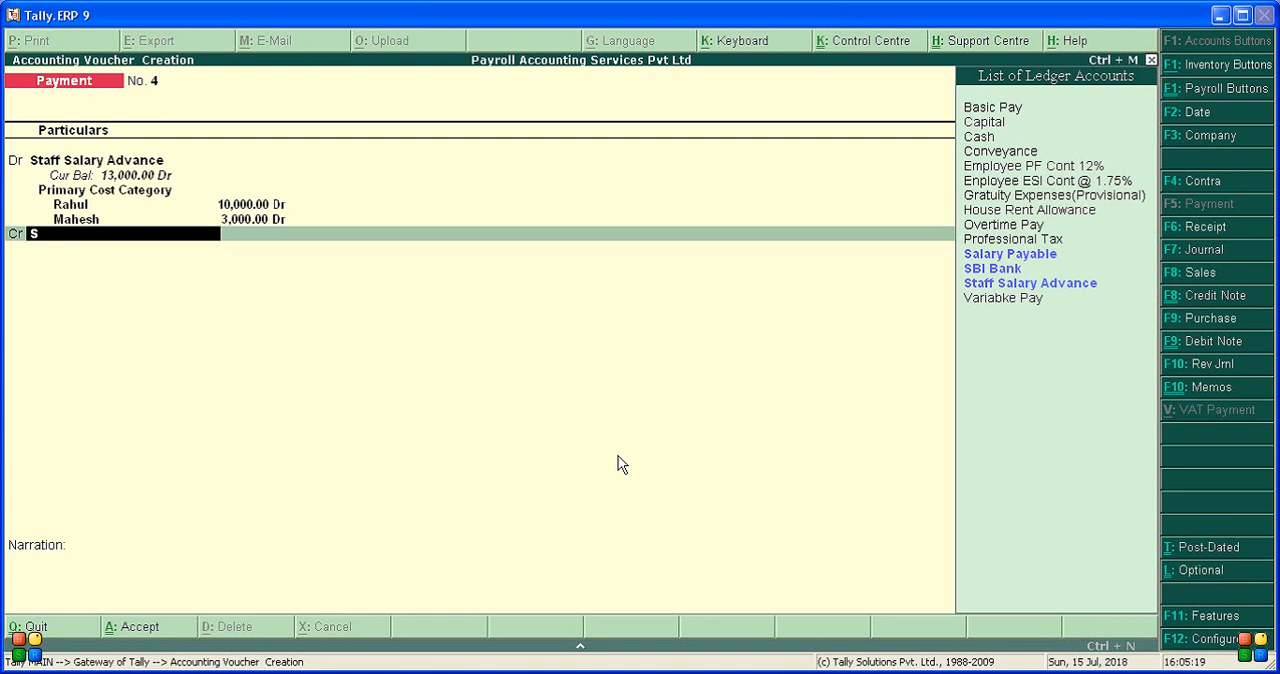 Tally.ERP 9
P: Print E: Export M: E-Mail O: Upload G: Language K: Keyboard K: Control Centre H: Support Centre H: Help
Accounting Voucher Creation Payroll Accounting Services Pvt Ltd Ctrl + M
Payment No. 4
Particulars
Dr Staff Salary Advance
Cur Bal: 13,000.00 Dr
Primary Cost Category
Rahul 10,000.00 Dr
Mahesh 3,000.00 Dr
Cr S
Narration:
List of Ledger Accounts
Basic Pay
Capital
Cash
Conveyance
Employee PF Cont 12%
Enployee ESI Cont @ 1.75%
Gratuity Expenses(Provisional)
House Rent Allowance
Overtime Pay
Professional Tax
Salary Payable
SBI Bank
Staff Salary Advance
Variabke Pay
F1: Accounts Buttons
F1: Inventory Buttons
F1: Payroll Buttons
F2: Date
F3: Company
F4: Contra
F5: Payment
F6: Receipt
F7: Journal
F8: Sales
F8: Credit Note
F9: Purchase
F9: Debit Note
F10: Rev Jrnl
F10: Memos
V: VAT Payment
T: Post-Dated
L: Optional
F11: Features
F12: Configure
Q: Quit A: Accept D: Delete X: Cancel
Ctrl + N
Tally MAIN --> Gateway of Tally --> Accounting Voucher Creation (c) Tally Solutions Pvt. Ltd., 1988-2009 Sun, 15 Jul, 2018 16:05:19